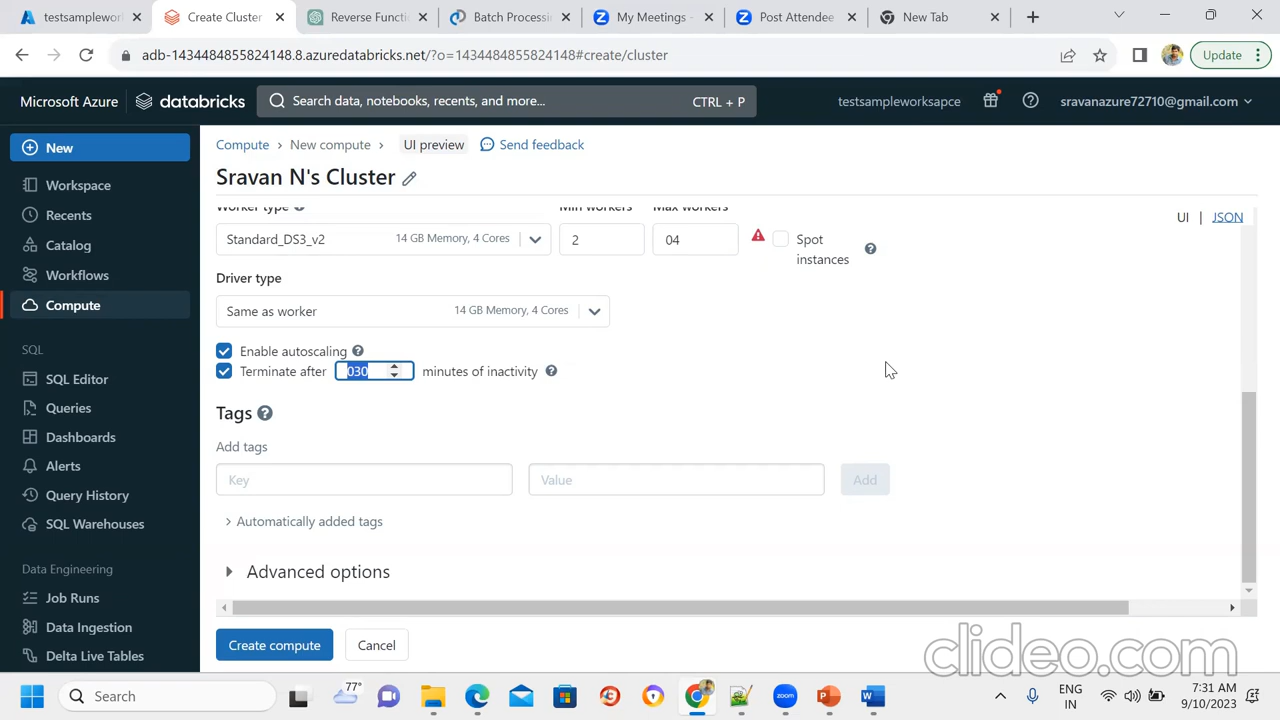 testsamplework
Create Cluster
Reverse Functi
Batch Processi
My Meetings -
Post Attendee
New Tab
adb-1434484855824148.8.azuredatabricks.net/?o=1434484855824148#create/cluster
Update
Microsoft Azure
databricks
Search data, notebooks, recents, and more...
CTRL + P
testsampleworksapce
sravanazure72710@gmail.com
New
Workspace
Recents
Catalog
Workflows
Compute
SQL
SQL Editor
Queries
Dashboards
Alerts
Query History
SQL Warehouses
Data Engineering
Job Runs
Data Ingestion
Delta Live Tables
Compute › New compute › UI preview Send feedback
Sravan N's Cluster
UI | JSON
Worker type Min workers Max workers
Standard_DS3_v2 14 GB Memory, 4 Cores 2 04 Spot
instances
Driver type
Same as worker 14 GB Memory, 4 Cores
Enable autoscaling
Terminate after 030 minutes of inactivity
Tags
Add tags
Key Value Add
Automatically added tags
Advanced options
Create compute Cancel
clideo.com
Search
77°
ENG
IN
7:31 AM
9/10/2023